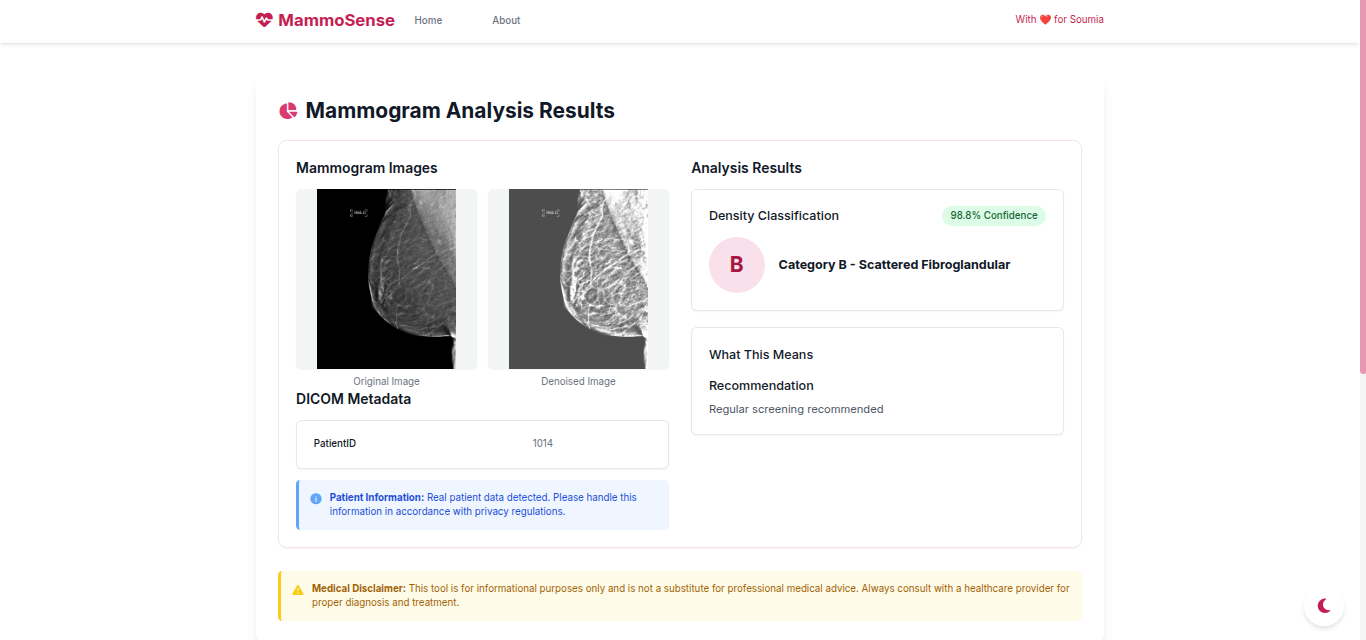 MammoSense
Home
About
With ❤️ for Soumia
Mammogram Analysis Results
Mammogram Images
Original Image
Denoised Image
DICOM Metadata
PatientID
1014
Patient Information: Real patient data detected. Please handle this
information in accordance with privacy regulations.
Analysis Results
Density Classification
98.8% Confidence
B
Category B - Scattered Fibroglandular
What This Means
Recommendation
Regular screening recommended
Medical Disclaimer: This tool is for informational purposes only and is not a substitute for professional medical advice. Always consult with a healthcare provider for
proper diagnosis and treatment.